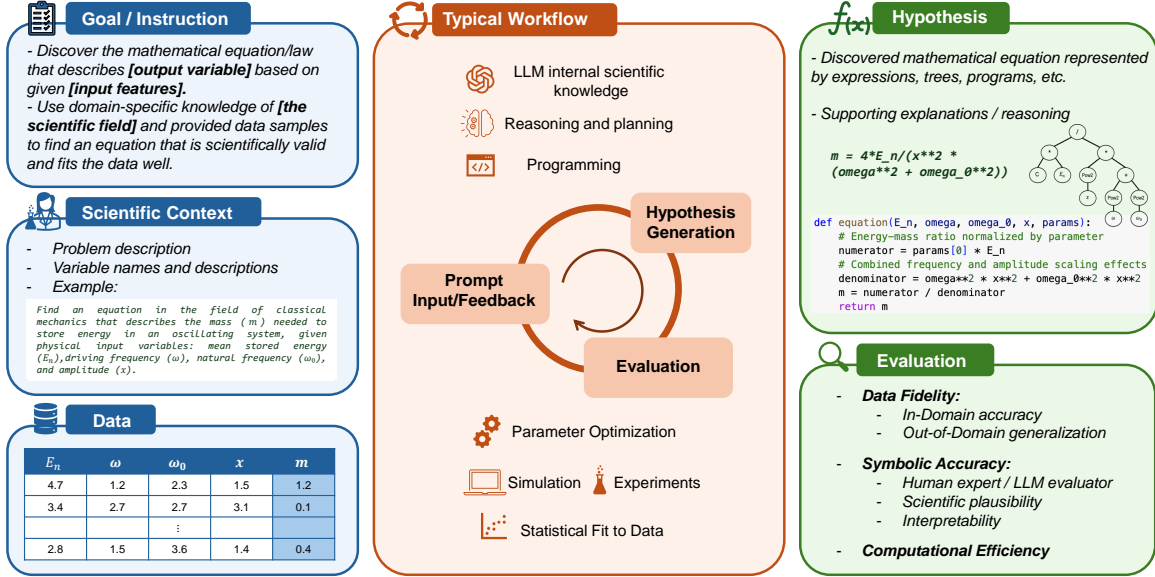 Goal / Instruction
- Discover the mathematical equation/law
that describes [output variable] based on
given [input features].
- Use domain-specific knowledge of [the
scientific field] and provided data samples
to find an equation that is scientifically valid
and fits the data well.
Scientific Context
- Problem description
- Variable names and descriptions
- Example:
Find an equation in the field of classical
mechanics that describes the mass (m) needed to
store energy in an oscillating system, given
physical input variables: mean stored energy
(Eₙ),driving frequency (ω), natural frequency (ω₀),
and amplitude (x).
Data
Eₙ ω ω₀ x m
4.7 1.2 2.3 1.5 1.2
3.4 2.7 2.7 3.1 0.1
⋮
2.8 1.5 3.6 1.4 0.4
Typical Workflow
LLM internal scientific
knowledge
Reasoning and planning
</>
Programming
Hypothesis
Generation
Prompt
Input/Feedback
Evaluation
Parameter Optimization
Simulation
Experiments
Statistical Fit to Data
f(x)
Hypothesis
- Discovered mathematical equation represented
by expressions, trees, programs, etc.
- Supporting explanations / reasoning
m = 4*E_n/(x**2 *
(omega**2 + omega_0**2))
/
* *
C Eₙ Pow2 +
x Pow2 Pow2
ω ω₀
def equation(E_n, omega, omega_0, x, params):
# Energy-mass ratio normalized by parameter
numerator = params[0] * E_n
# Combined frequency and amplitude scaling effects
denominator = omega**2 * x**2 + omega_0**2 * x**2
m = numerator / denominator
return m
Evaluation
- Data Fidelity:
- In-Domain accuracy
- Out-of-Domain generalization
- Symbolic Accuracy:
- Human expert / LLM evaluator
- Scientific plausibility
- Interpretability
- Computational Efficiency